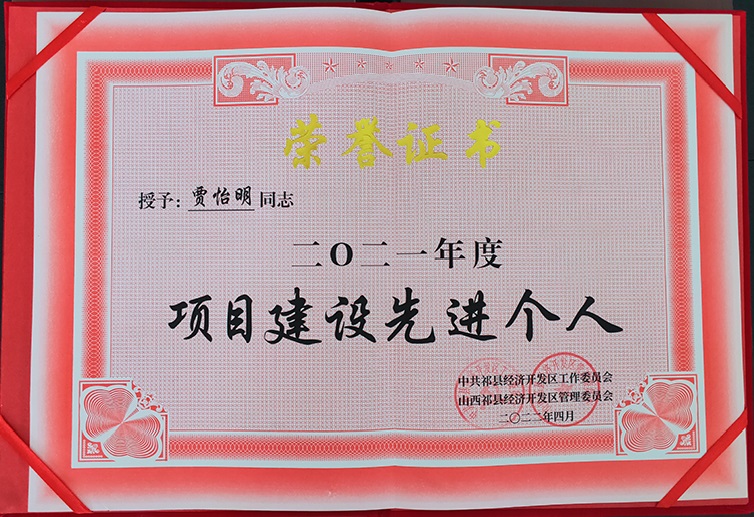 荣誉证书
授予：贾怡明 同志
二〇二一年度
项目建设先进个人
中共祁县经济开发区工作委员会
山西祁县经济开发区管理委员会
二〇二二年四月